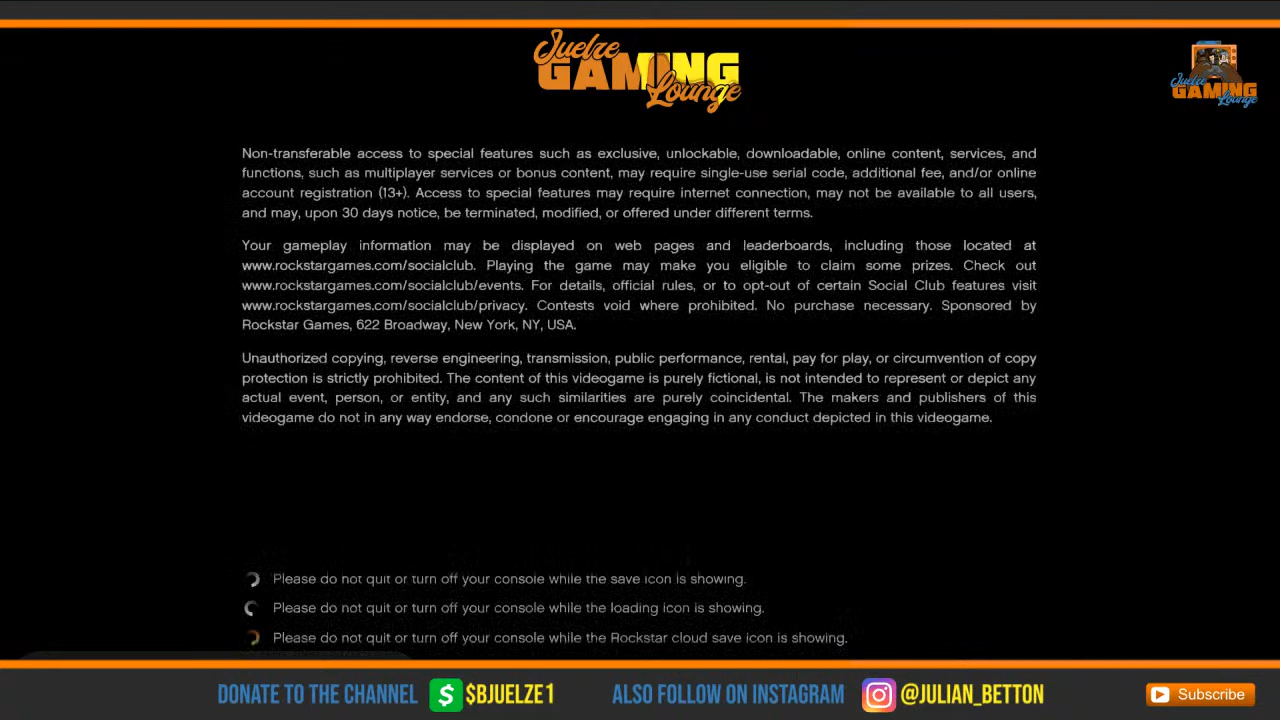 Juelze
GAMING
Lounge
Juelze
GAMING
Lounge
Non-transferable access to special features such as exclusive, unlockable, downloadable, online content, services, and
functions, such as multiplayer services or bonus content, may require single-use serial code, additional fee, and/or online
account registration (13+). Access to special features may require internet connection, may not be available to all users,
and may, upon 30 days notice, be terminated, modified, or offered under different terms.
Your gameplay information may be displayed on web pages and leaderboards, including those located at
www.rockstargames.com/socialclub. Playing the game may make you eligible to claim some prizes. Check out
www.rockstargames.com/socialclub/events. For details, official rules, or to opt-out of certain Social Club features visit
www.rockstargames.com/socialclub/privacy. Contests void where prohibited. No purchase necessary. Sponsored by
Rockstar Games, 622 Broadway, New York, NY, USA.
Unauthorized copying, reverse engineering, transmission, public performance, rental, pay for play, or circumvention of copy
protection is strictly prohibited. The content of this videogame is purely fictional, is not intended to represent or depict any
actual event, person, or entity, and any such similarities are purely coincidental. The makers and publishers of this
videogame do not in any way endorse, condone or encourage engaging in any conduct depicted in this videogame.
Please do not quit or turn off your console while the save icon is showing.
Please do not quit or turn off your console while the loading icon is showing.
Please do not quit or turn off your console while the Rockstar cloud save icon is showing.
DONATE TO THE CHANNEL $ $BJUELZE1 ALSO FOLLOW ON INSTAGRAM @JULIAN_BETTON Subscribe